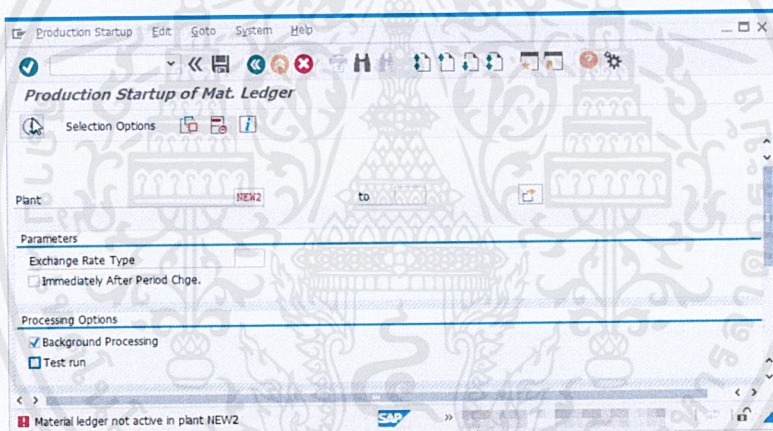 Production Startup Edit Goto System Help
Production Startup of Mat. Ledger
Selection Options
Plant NEW2 to
Parameters
Exchange Rate Type
Immediately After Period Chge.
Processing Options
Background Processing
Test run
Material ledger not active in plant NEW2 SAP